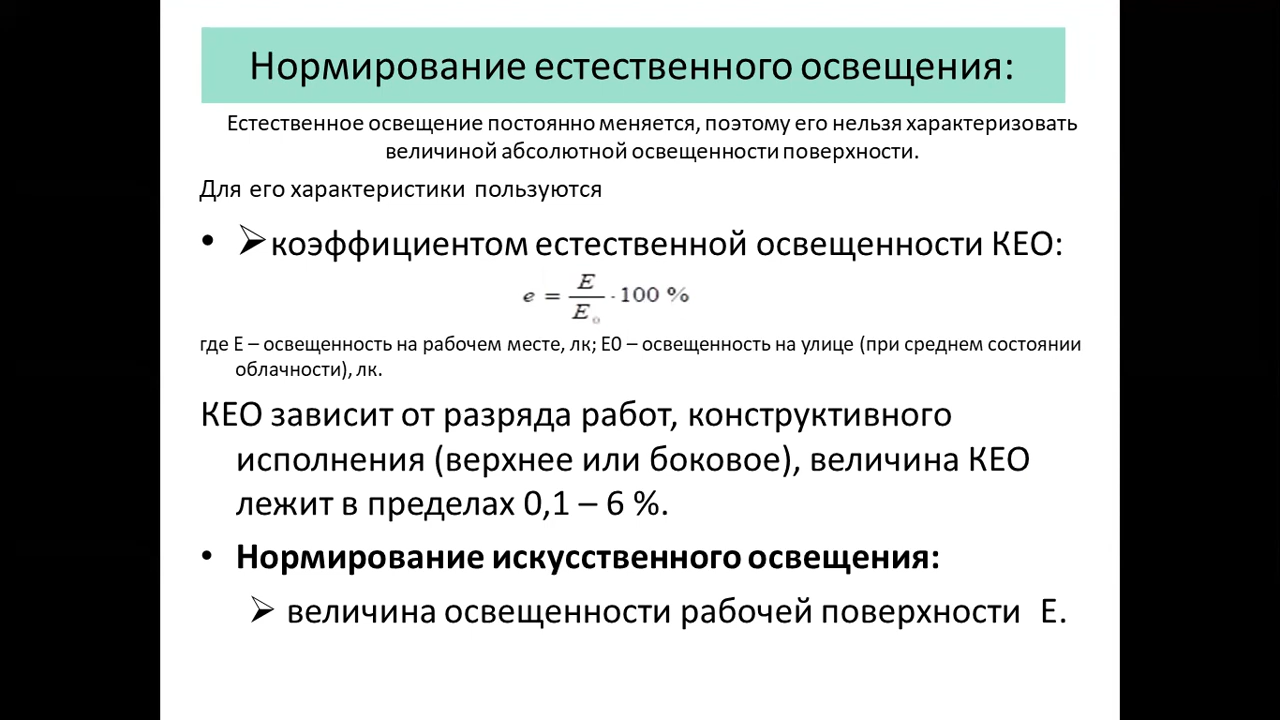 Нормирование естественного освещения:
Естественное освещение постоянно меняется, поэтому его нельзя характеризовать
величиной абсолютной освещенности поверхности.
Для его характеристики пользуются
• ➢коэффициентом естественной освещенности КЕО:
e = E / E₀ · 100 %
где Е – освещенность на рабочем месте, лк; Е0 – освещенность на улице (при среднем состоянии
облачности), лк.
КЕО зависит от разряда работ, конструктивного
исполнения (верхнее или боковое), величина КЕО
лежит в пределах 0,1 – 6 %.
• Нормирование искусственного освещения:
➢ величина освещенности рабочей поверхности Е.